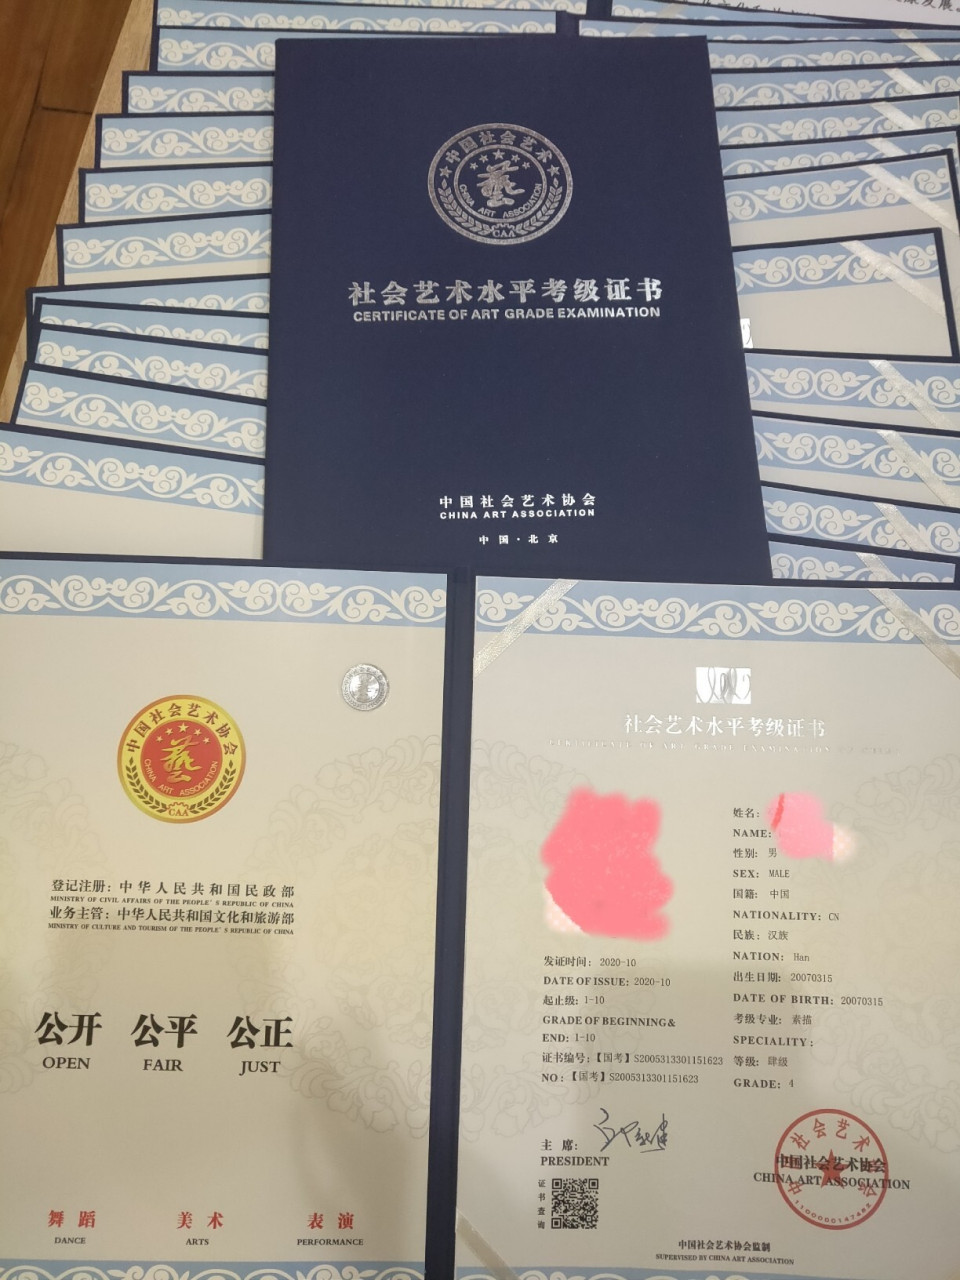 中国社会艺术
CHINA ART ASSOCIATION
CAA
社会艺术水平考级证书
CERTIFICATE OF ART GRADE EXAMINATION
中国社会艺术协会
CHINA ART ASSOCIATION
中国·北京
中国社会艺术协会
CHINA ART ASSOCIATION
CAA
登记注册：中华人民共和国民政部
MINISTRY OF CIVIL AFFAIRS OF THE PEOPLE'S REPUBLIC OF CHINA
业务主管：中华人民共和国文化和旅游部
MINISTRY OF CULTURE AND TOURISM OF THE PEOPLE'S REPUBLIC OF CHINA
公开 公平 公正
OPEN FAIR JUST
舞蹈 美术 表演
DANCE ARTS PERFORMANCE
社会艺术水平考级证书
CERTIFICATE OF ART GRADE EXAMINATION
姓名：
NAME:
性别：男
SEX: MALE
国籍：中国
NATIONALITY: CN
民族：汉族
NATION: Han
出生日期：20070315
DATE OF BIRTH: 20070315
考级专业：素描
SPECIALITY:
等级：肆级
GRADE: 4
发证时间：2020-10
DATE OF ISSUE: 2020-10
起止级：1-10
GRADE OF BEGINNING&
END: 1-10
证书编号：【国考】S2005313301151623
NO：【国考】S2005313301151623
主席：
PRESIDENT
证书查询
中国社会艺术协会
CHINA ART ASSOCIATION
中国社会艺术协会监制
SUPERVISED BY CHINA ART ASSOCIATION